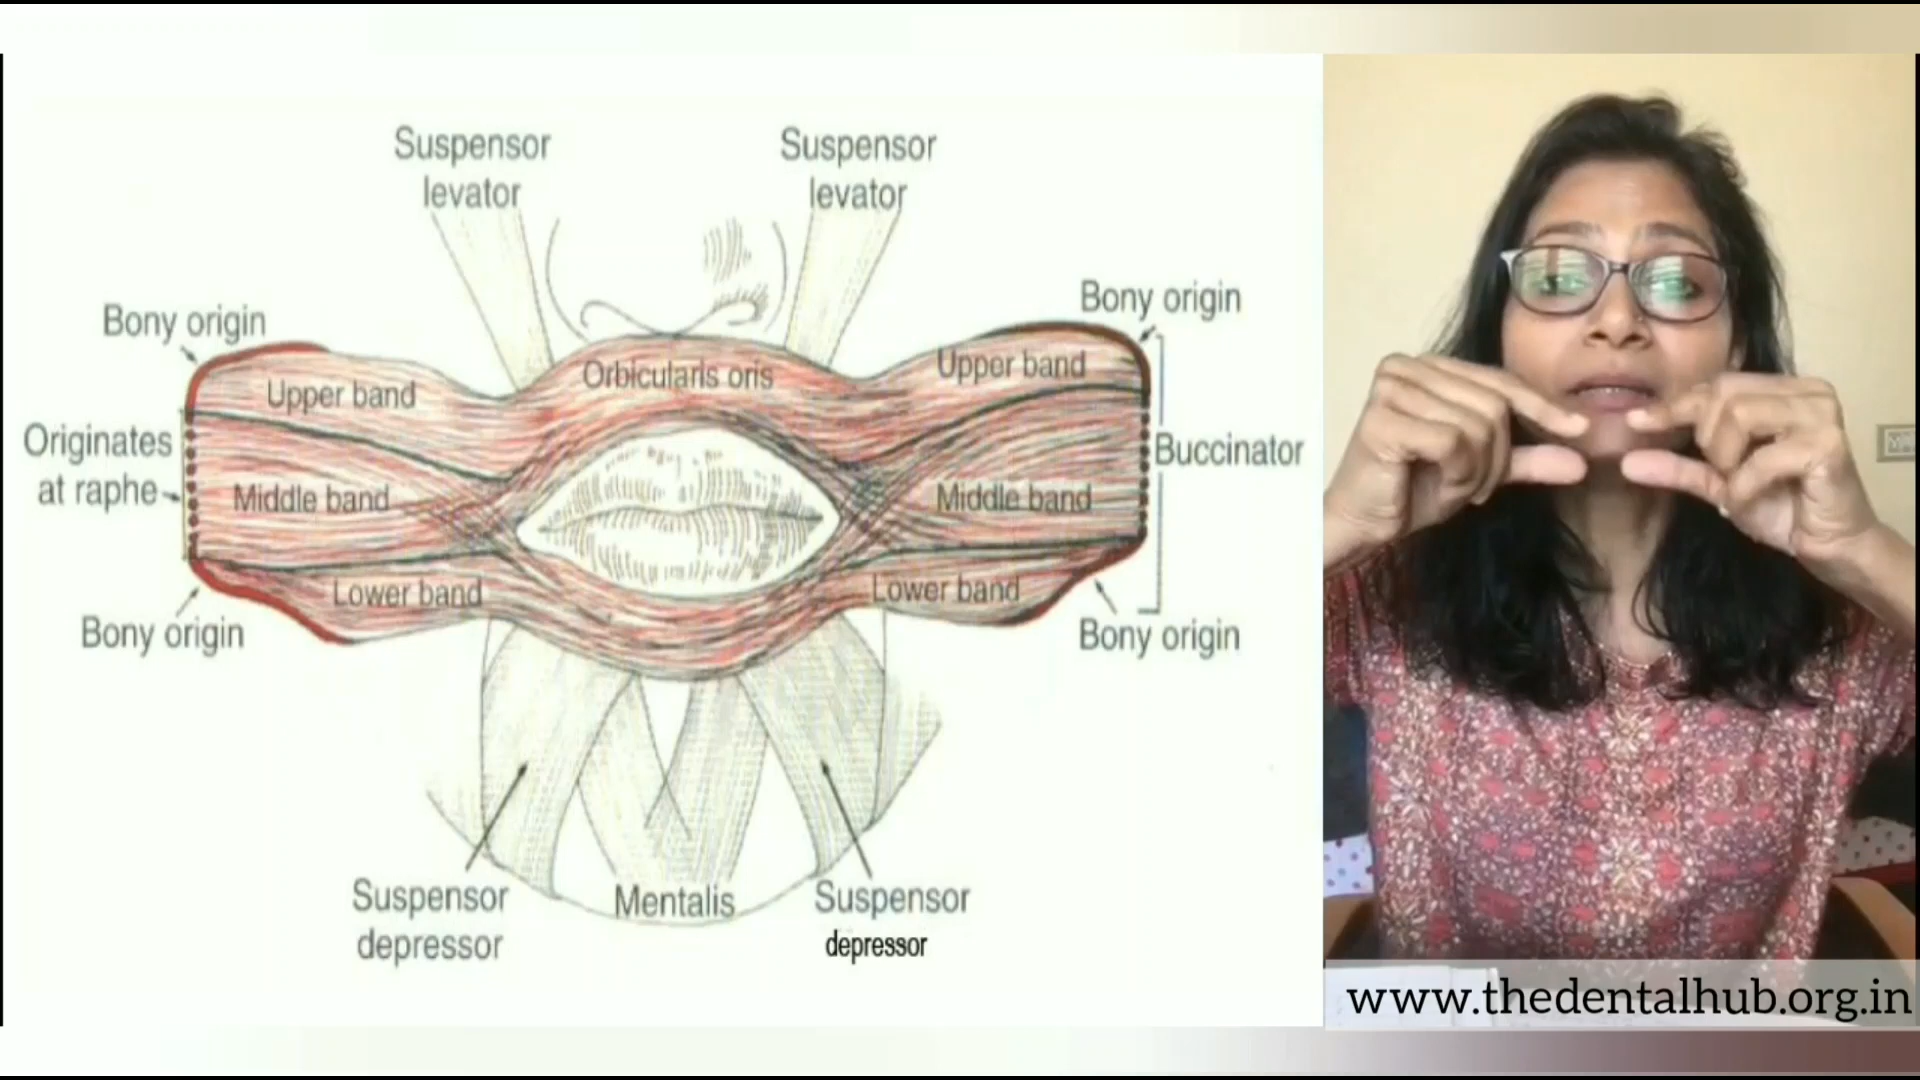 Suspensor
levator
Suspensor
levator
Bony origin
Bony origin
Upper band
Orbicularis oris
Upper band
Originates
at raphe
Middle band
Middle band
Buccinator
Lower band
Lower band
Bony origin
Bony origin
Suspensor
depressor
Mentalis
Suspensor
depressor
www.thedentalhub.org.in